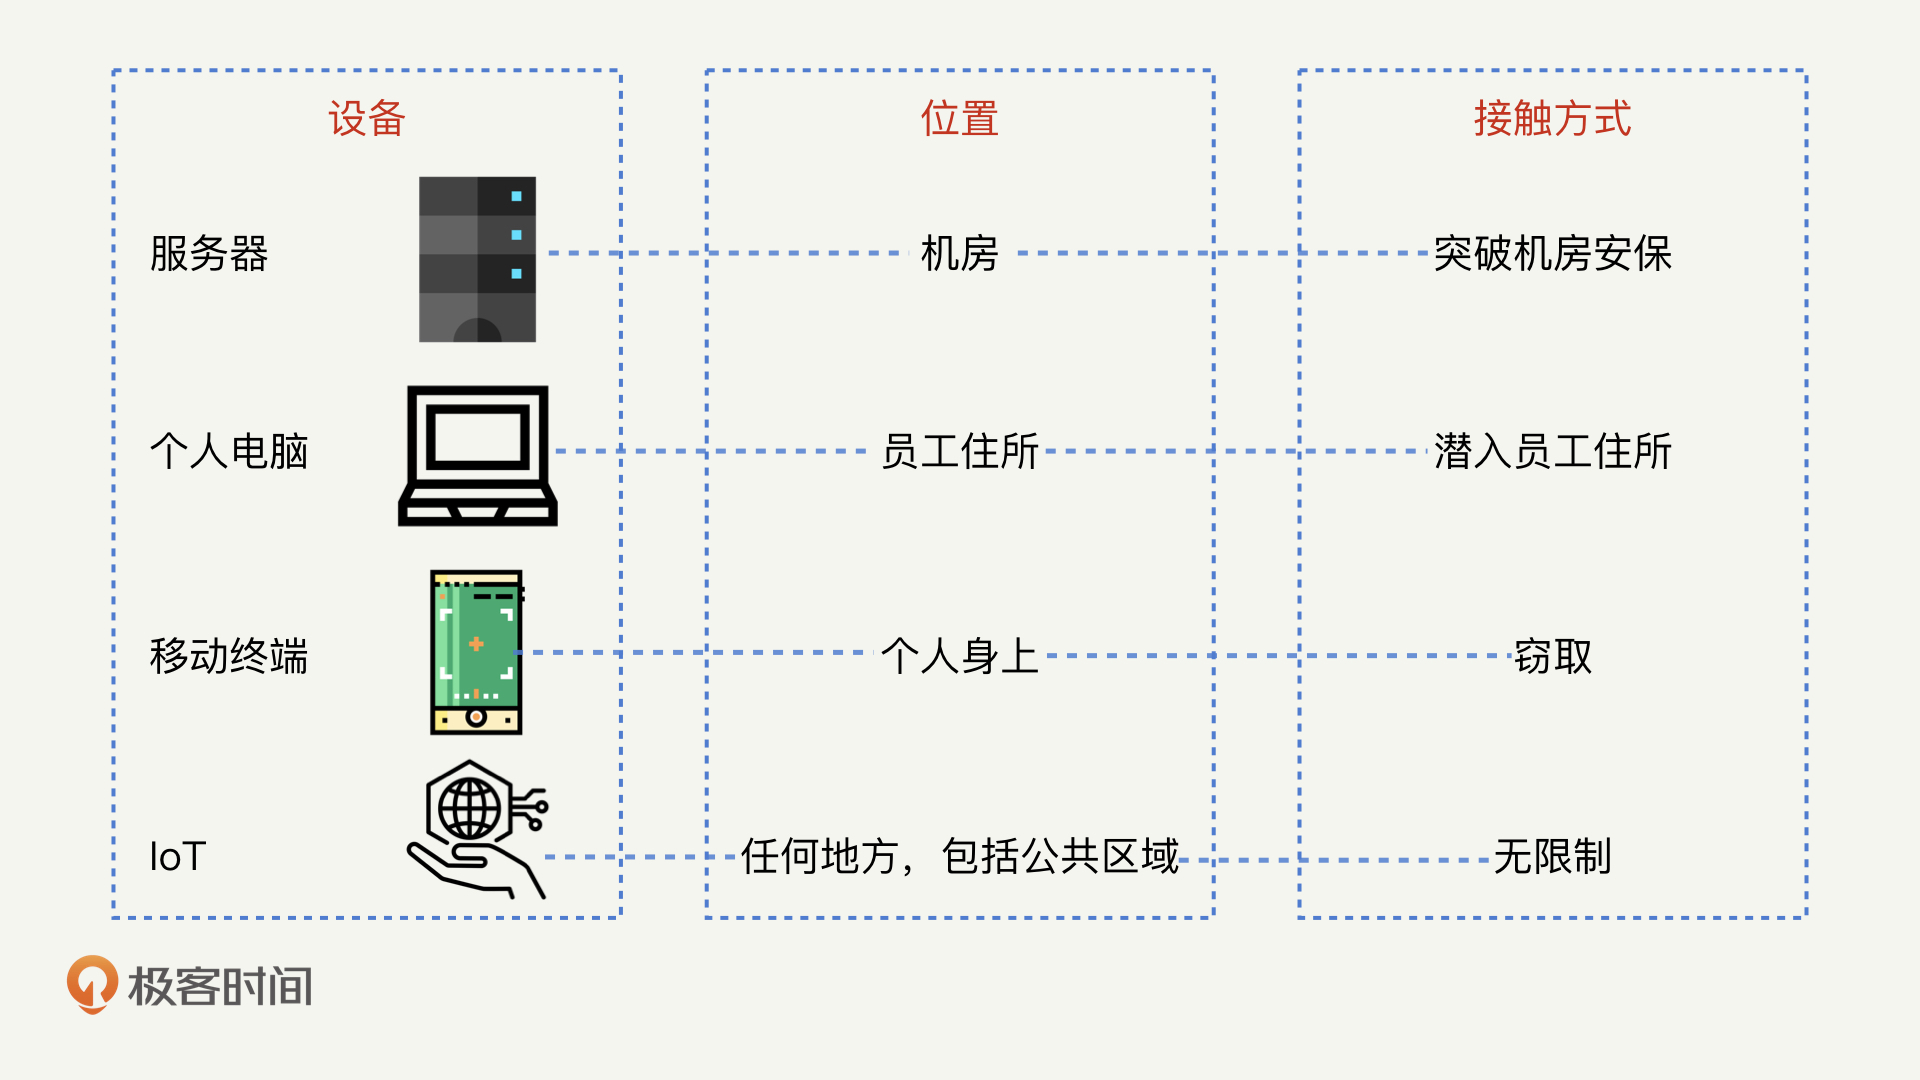 设备
位置
接触方式
服务器
机房
突破机房安保
个人电脑
员工住所
潜入员工住所
移动终端
个人身上
窃取
IoT
任何地方，包括公共区域
无限制
极客时间